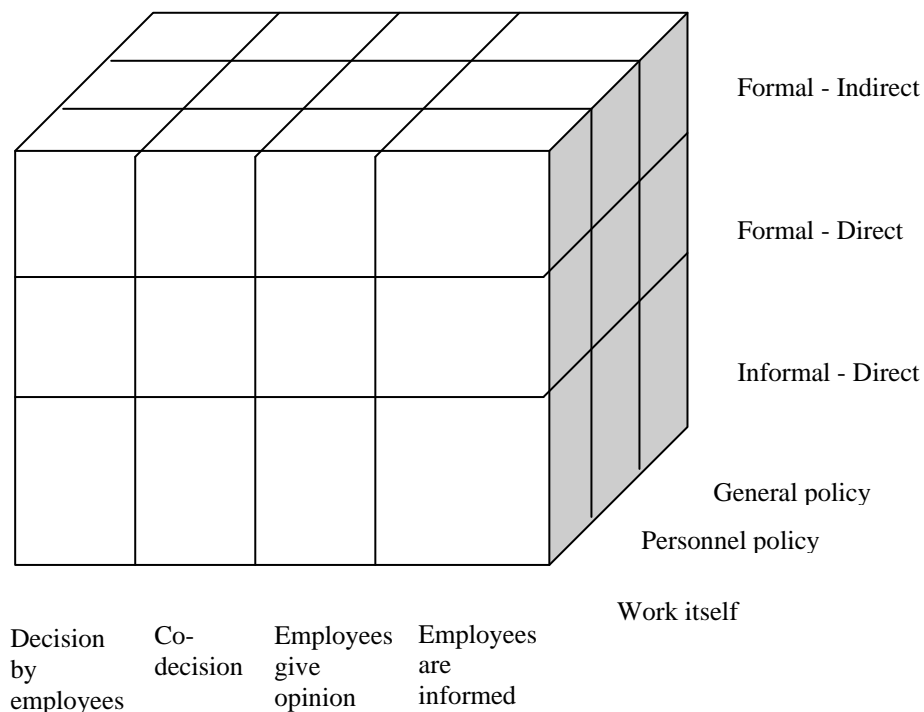 Formal - Indirect
Formal - Direct
Informal - Direct
General policy
Personnel policy
Work itself
Decision
by
employees
Co-
decision
Employees
give
opinion
Employees
are
informed